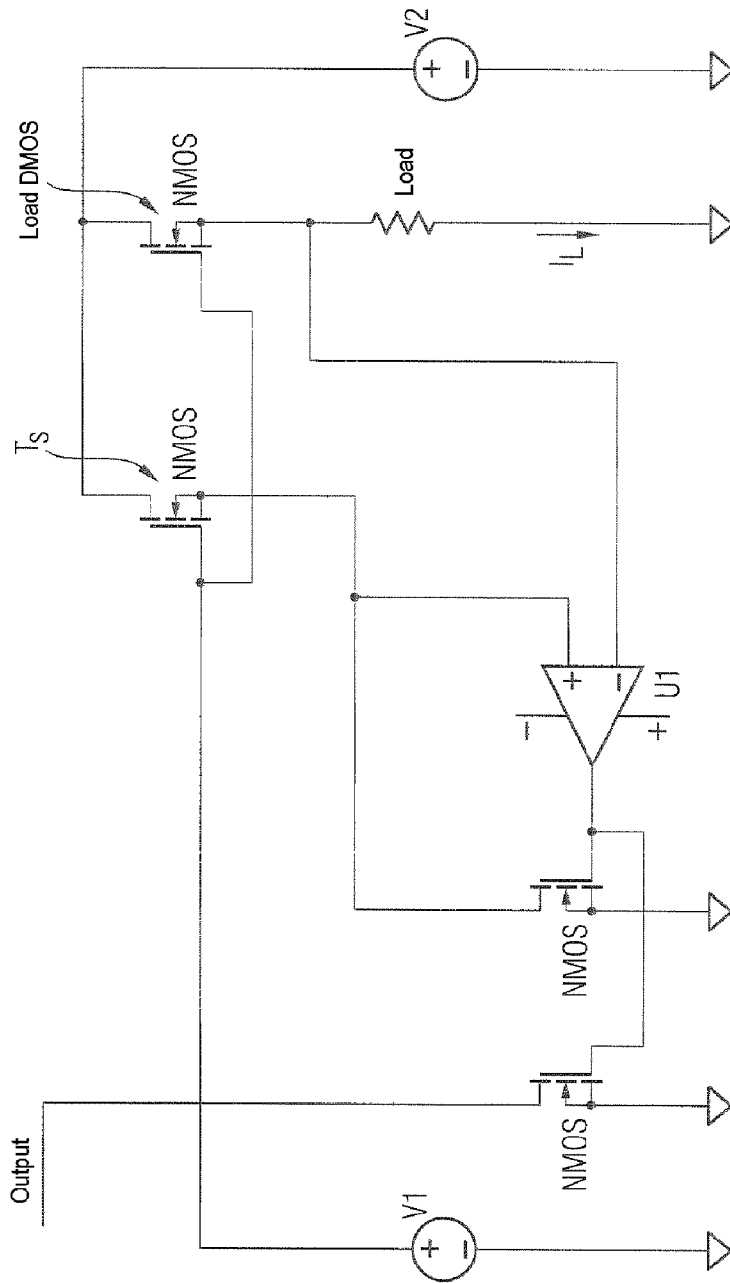 Output
V1
+
−
NMOS
NMOS
−
+
U1
+
−
T_S
NMOS
Load DMOS
NMOS
Load
I_L
V2
+
−